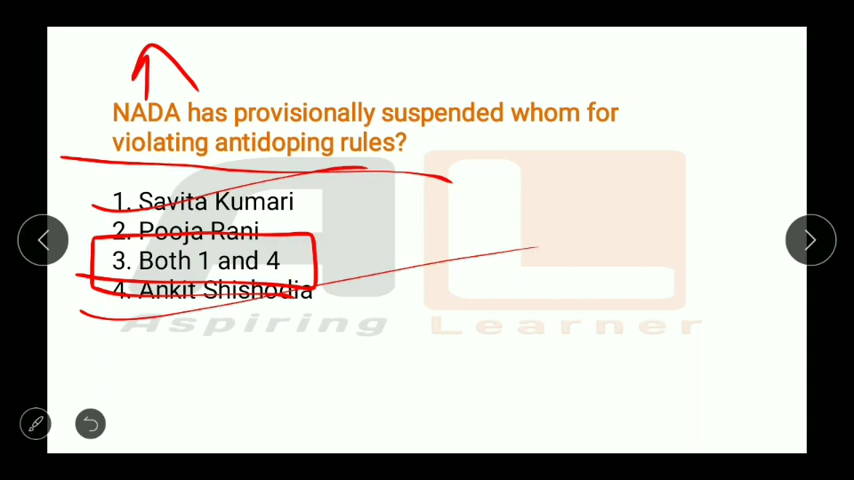 NADA has provisionally suspended whom for
violating antidoping rules?
1. Savita Kumari
2. Pooja Rani
3. Both 1 and 4
4. Ankit Shishodia
AL
Aspiring Learner